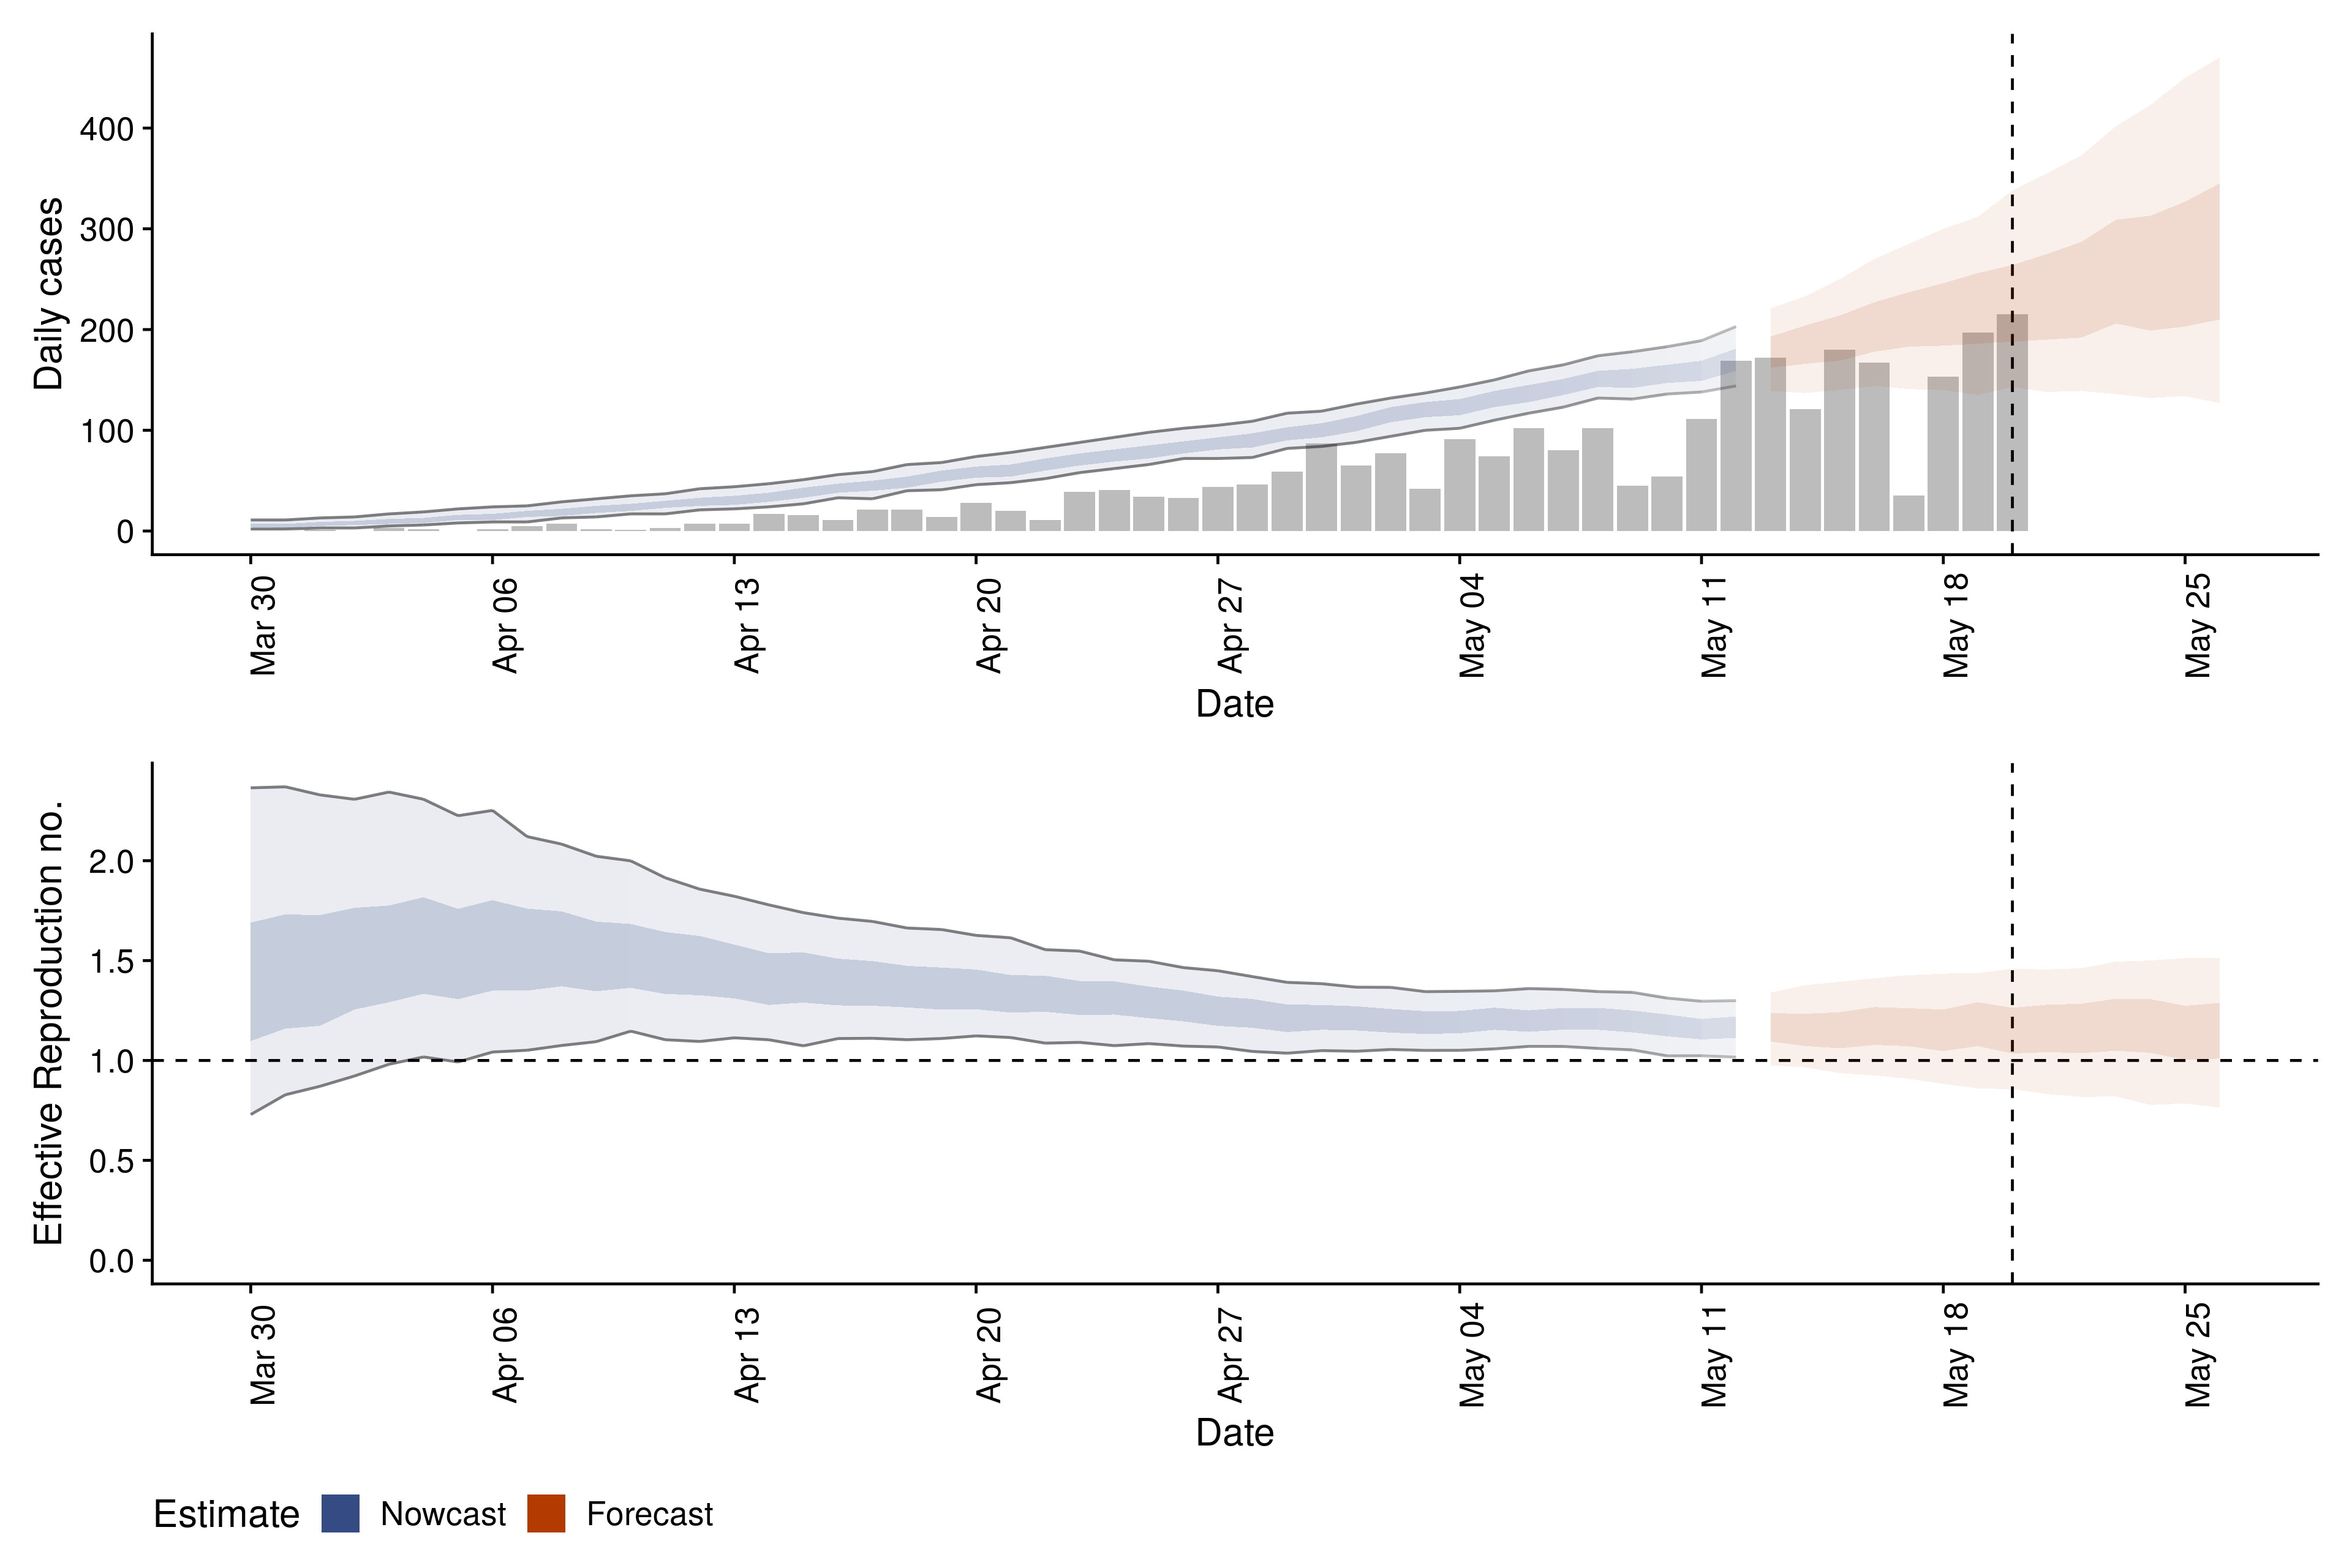 Daily cases
400
300
200
100
0
Mar 30
Apr 06
Apr 13
Apr 20
Apr 27
May 04
May 11
May 18
May 25
Date
Effective Reproduction no.
2.0
1.5
1.0
0.5
0.0
Mar 30
Apr 06
Apr 13
Apr 20
Apr 27
May 04
May 11
May 18
May 25
Date
Estimate Nowcast Forecast